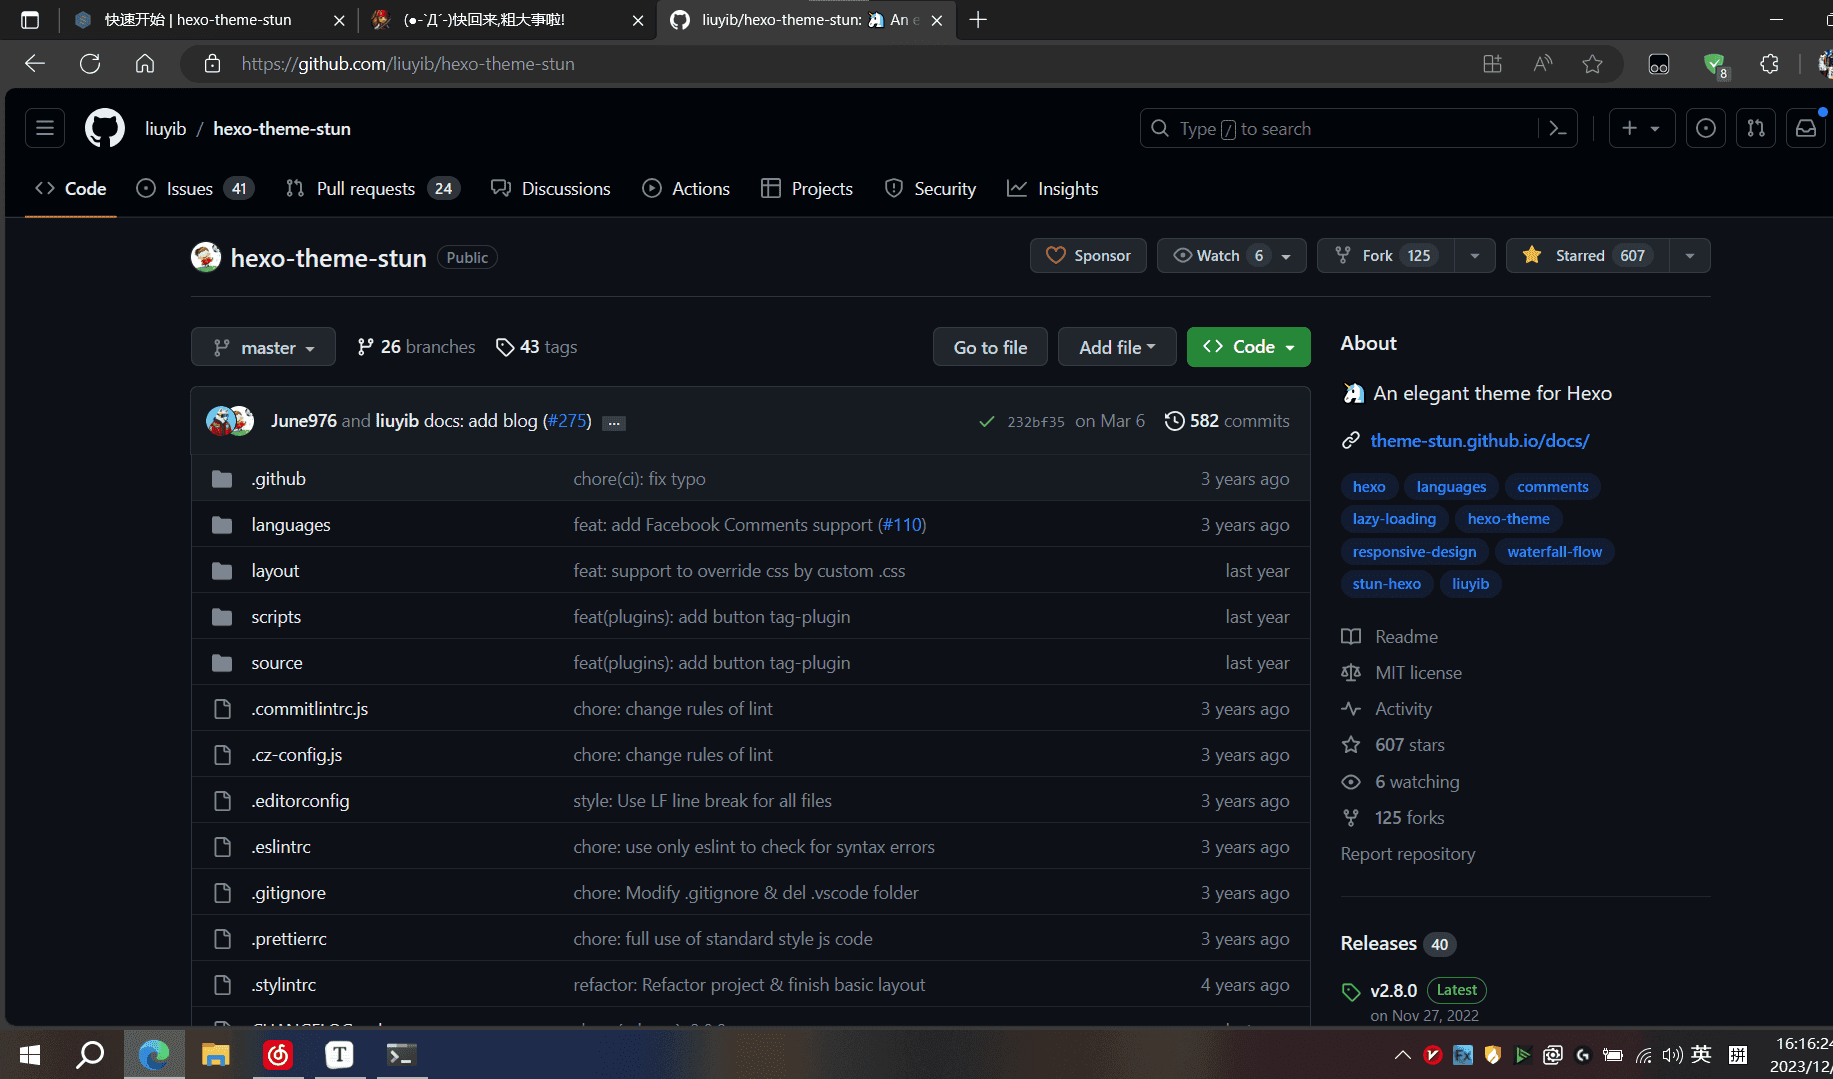 快速开始 | hexo-theme-stun
(●-`Д´-)快回来,粗大事啦!
liuyib/hexo-theme-stun: 🦄 An e
https://github.com/liuyib/hexo-theme-stun
8
liuyib / hexo-theme-stun
Type / to search
Code
Issues 41
Pull requests 24
Discussions
Actions
Projects
Security
Insights
hexo-theme-stun Public
Sponsor
Watch 6
Fork 125
Starred 607
master
26 branches
43 tags
Go to file
Add file
Code
June976 and liuyib docs: add blog (#275) ...
232bf35 on Mar 6
582 commits
.github chore(ci): fix typo 3 years ago
languages feat: add Facebook Comments support (#110) 3 years ago
layout feat: support to override css by custom .css last year
scripts feat(plugins): add button tag-plugin last year
source feat(plugins): add button tag-plugin last year
.commitlintrc.js chore: change rules of lint 3 years ago
.cz-config.js chore: change rules of lint 3 years ago
.editorconfig style: Use LF line break for all files 3 years ago
.eslintrc chore: use only eslint to check for syntax errors 3 years ago
.gitignore chore: Modify .gitignore & del .vscode folder 3 years ago
.prettierrc chore: full use of standard style js code 3 years ago
.stylintrc refactor: Refactor project & finish basic layout 4 years ago
About
🦄 An elegant theme for Hexo
theme-stun.github.io/docs/
hexo languages comments
lazy-loading hexo-theme
responsive-design waterfall-flow
stun-hexo liuyib
Readme
MIT license
Activity
607 stars
6 watching
125 forks
Report repository
Releases 40
v2.8.0 Latest
on Nov 27, 2022
T
Fx
英
拼
16:16:24
2023/12/